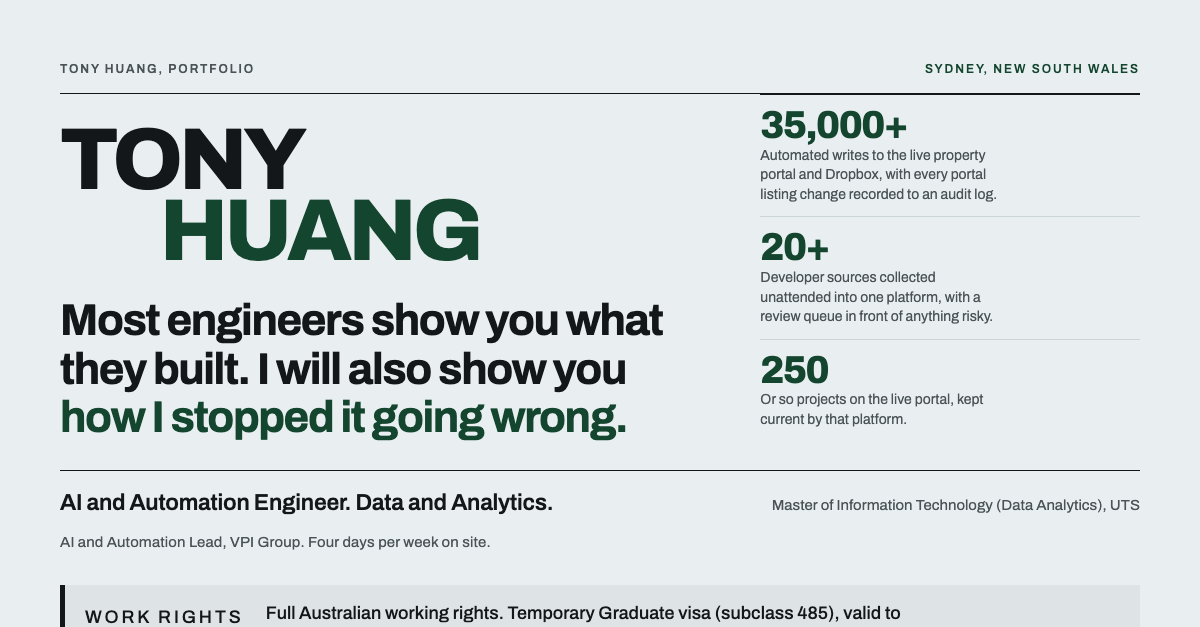 TONY HUANG, PORTFOLIO
SYDNEY, NEW SOUTH WALES
TONY
HUANG
Most engineers show you what
they built. I will also show you
how I stopped it going wrong.
35,000+
Automated writes to the live property
portal and Dropbox, with every portal
listing change recorded to an audit log.
20+
Developer sources collected
unattended into one platform, with a
review queue in front of anything risky.
250
Or so projects on the live portal, kept
current by that platform.
AI and Automation Engineer. Data and Analytics.
Master of Information Technology (Data Analytics), UTS
AI and Automation Lead, VPI Group. Four days per week on site.
WORK RIGHTS
Full Australian working rights. Temporary Graduate visa (subclass 485), valid to